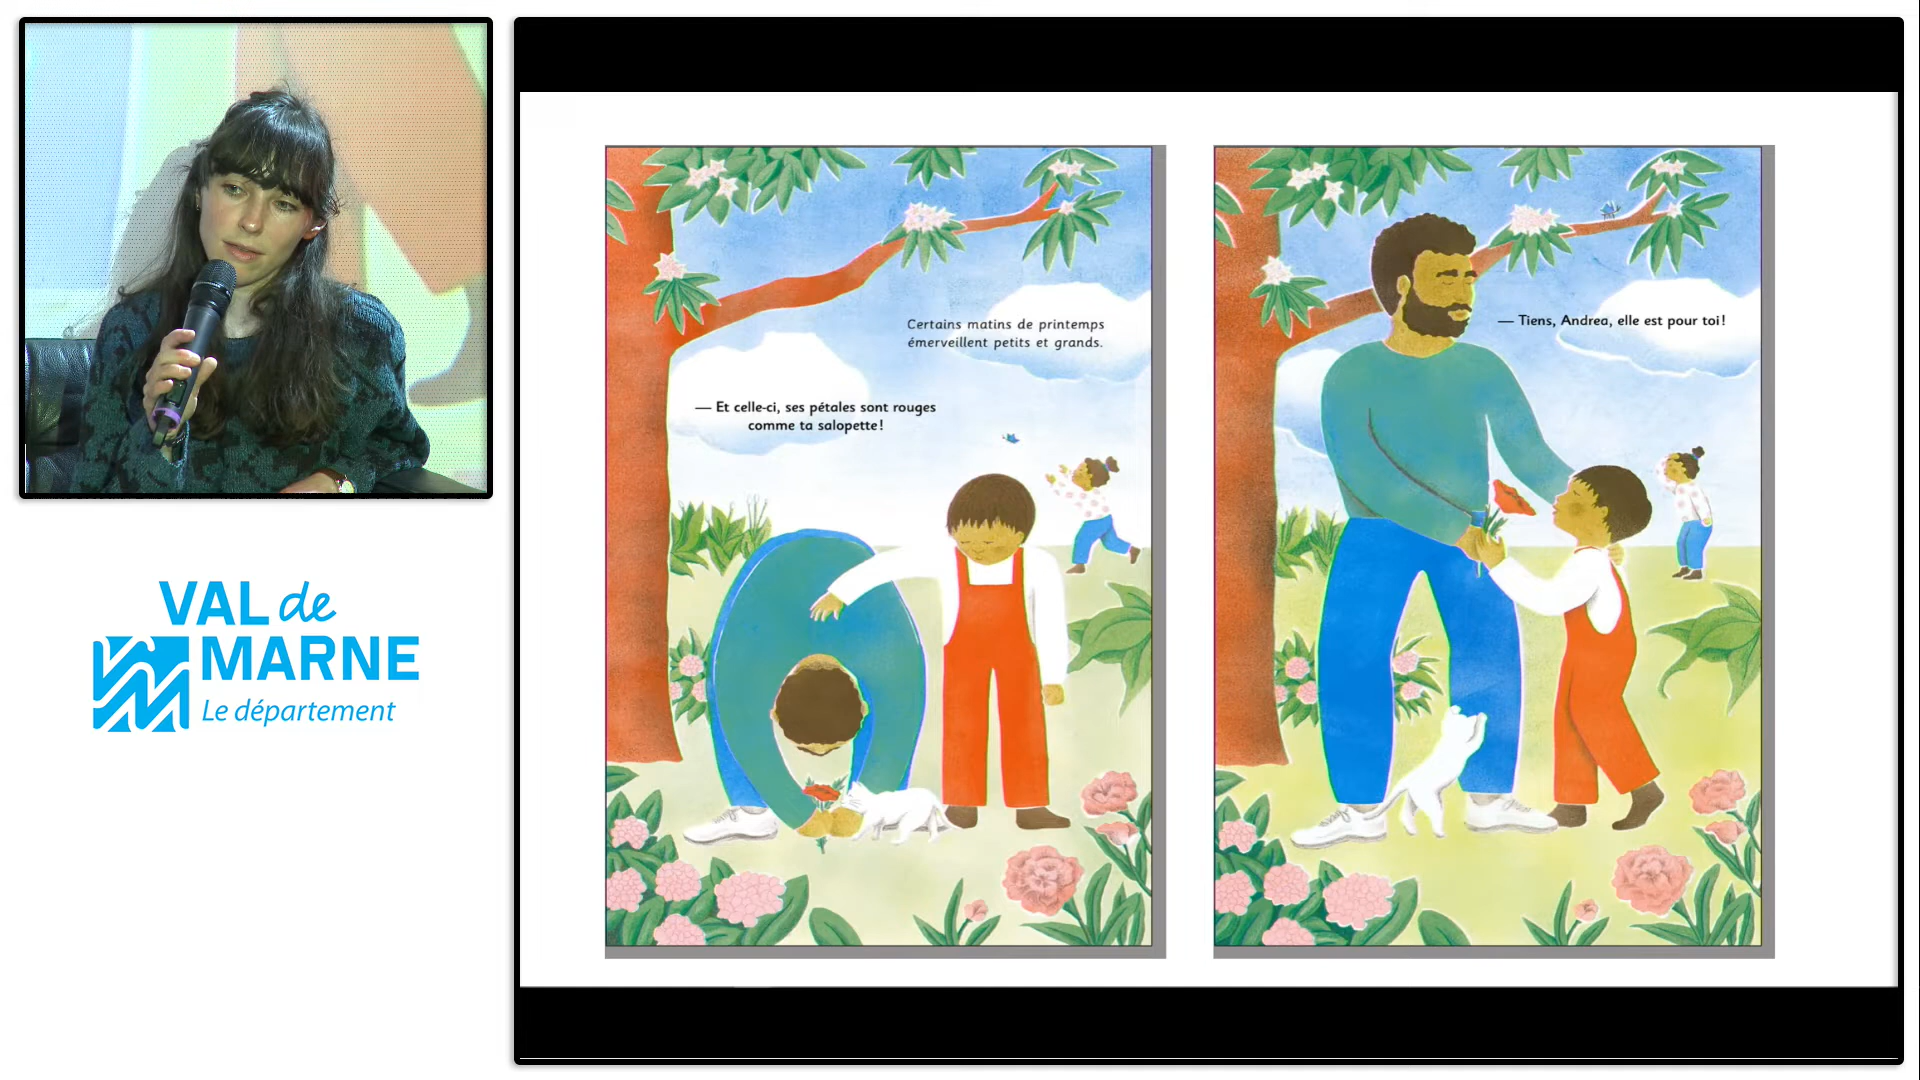 VAL de
MARNE
Le département
Certains matins de printemps
émerveillent petits et grands.
— Et celle-ci, ses pétales sont rouges
comme ta salopette !
— Tiens, Andrea, elle est pour toi !